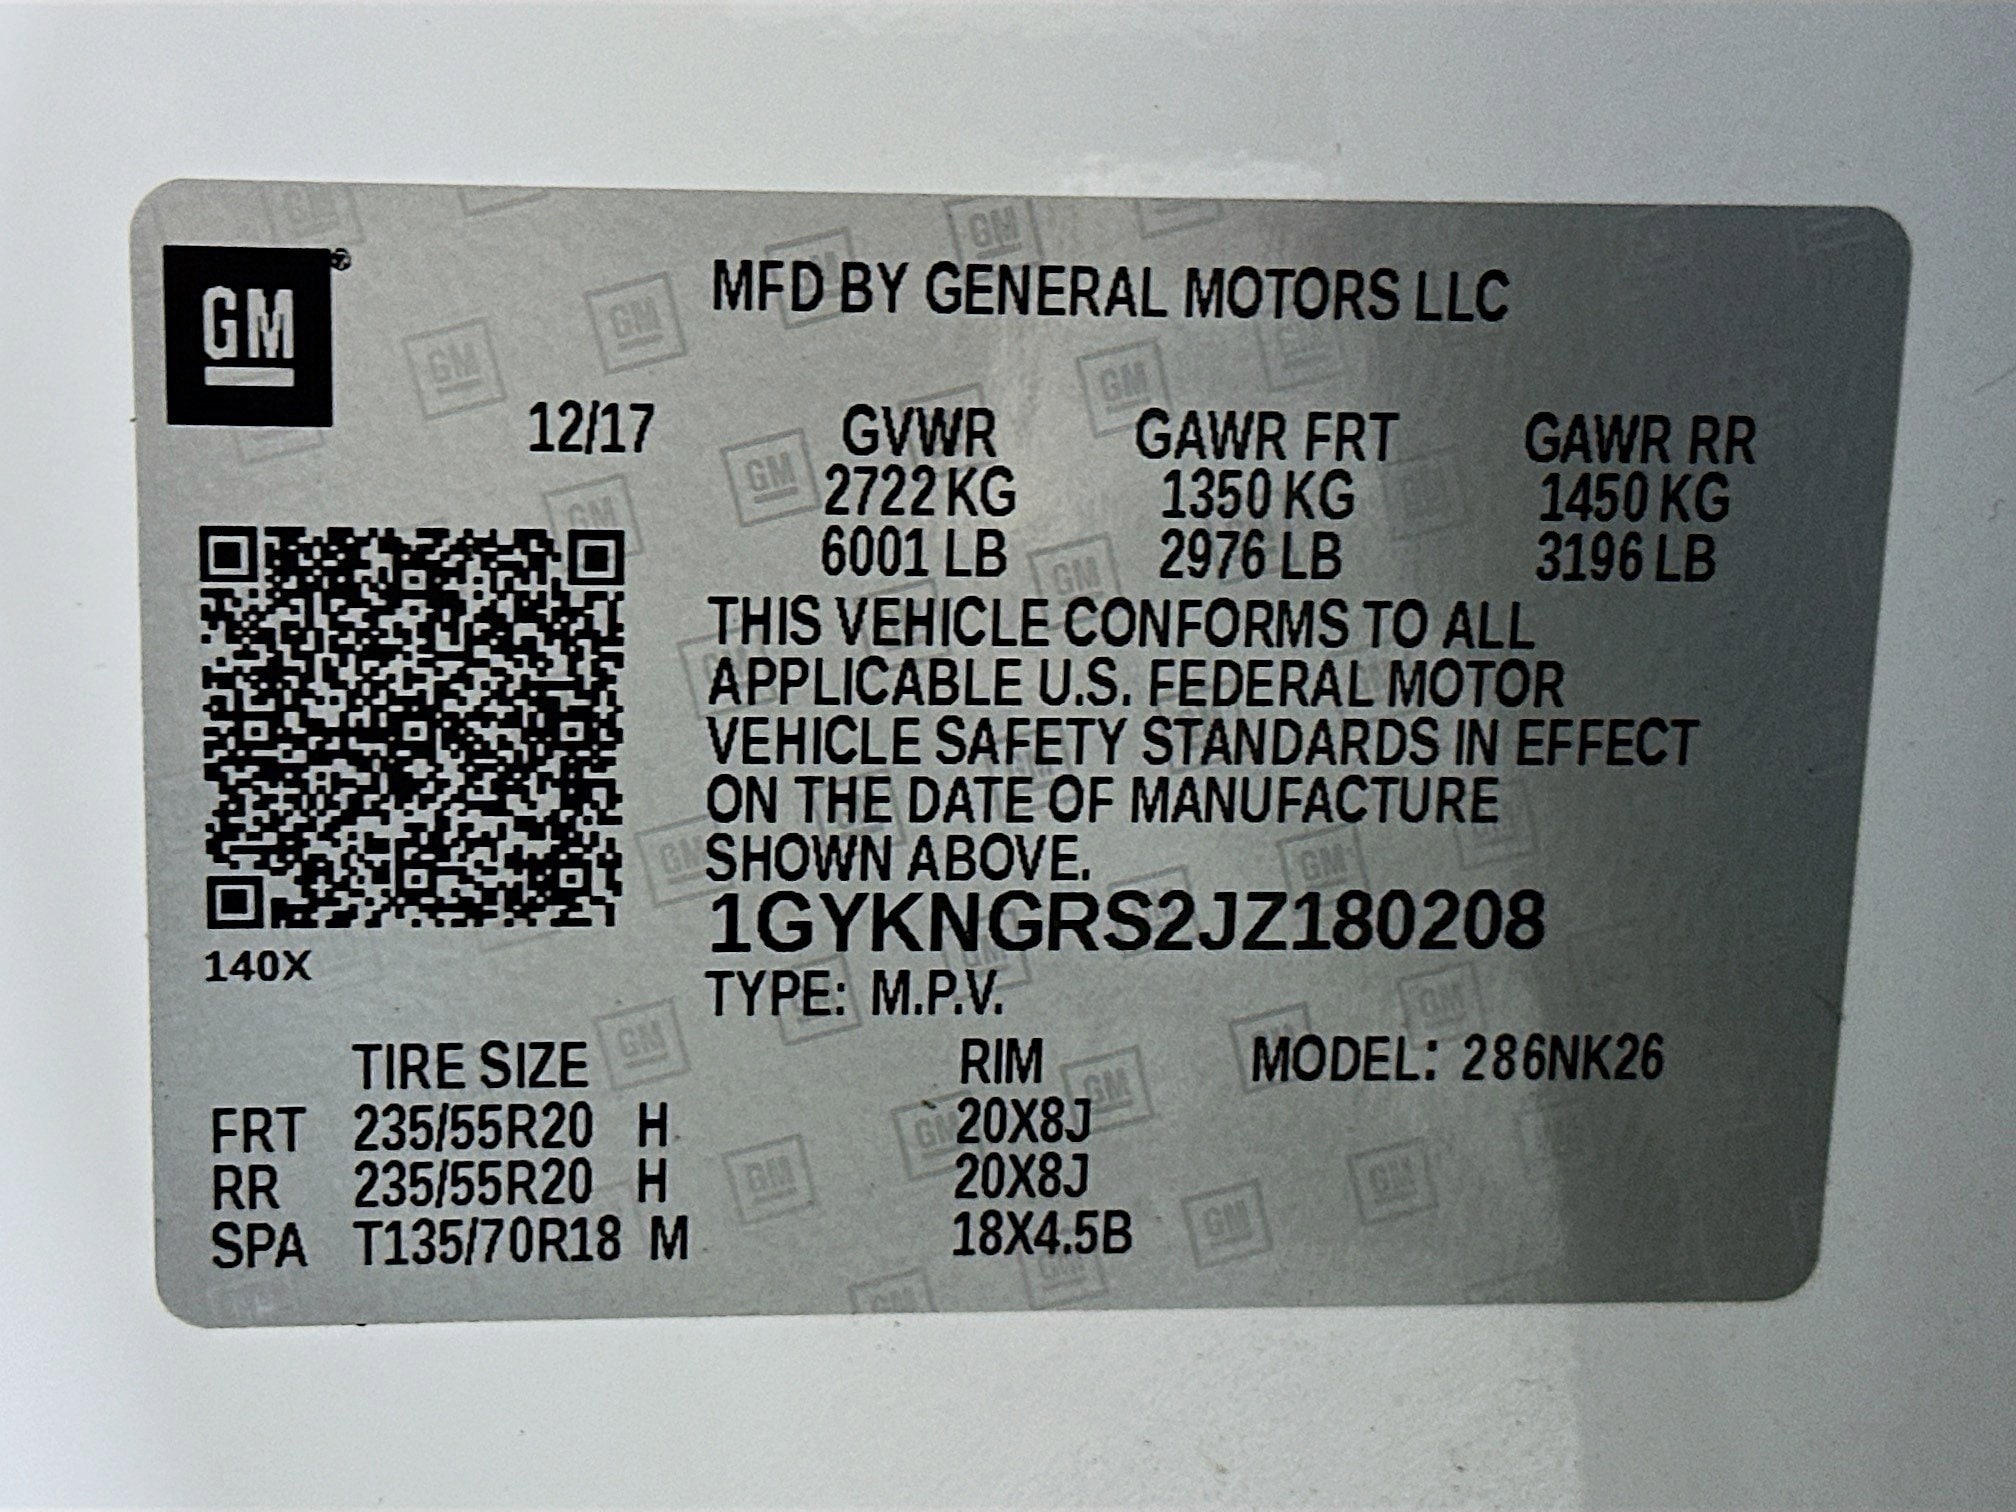 GM®
MFD BY GENERAL MOTORS LLC
12/17 GVWR GAWR FRT GAWR RR
2722 KG 1350 KG 1450 KG
6001 LB 2976 LB 3196 LB
THIS VEHICLE CONFORMS TO ALL
APPLICABLE U.S. FEDERAL MOTOR
VEHICLE SAFETY STANDARDS IN EFFECT
ON THE DATE OF MANUFACTURE
SHOWN ABOVE.
1GYKNGRS2JZ180208
140X
TYPE: M.P.V.
TIRE SIZE RIM MODEL: 286NK26
FRT 235/55R20 H 20X8J
RR 235/55R20 H 20X8J
SPA T135/70R18 M 18X4.5B